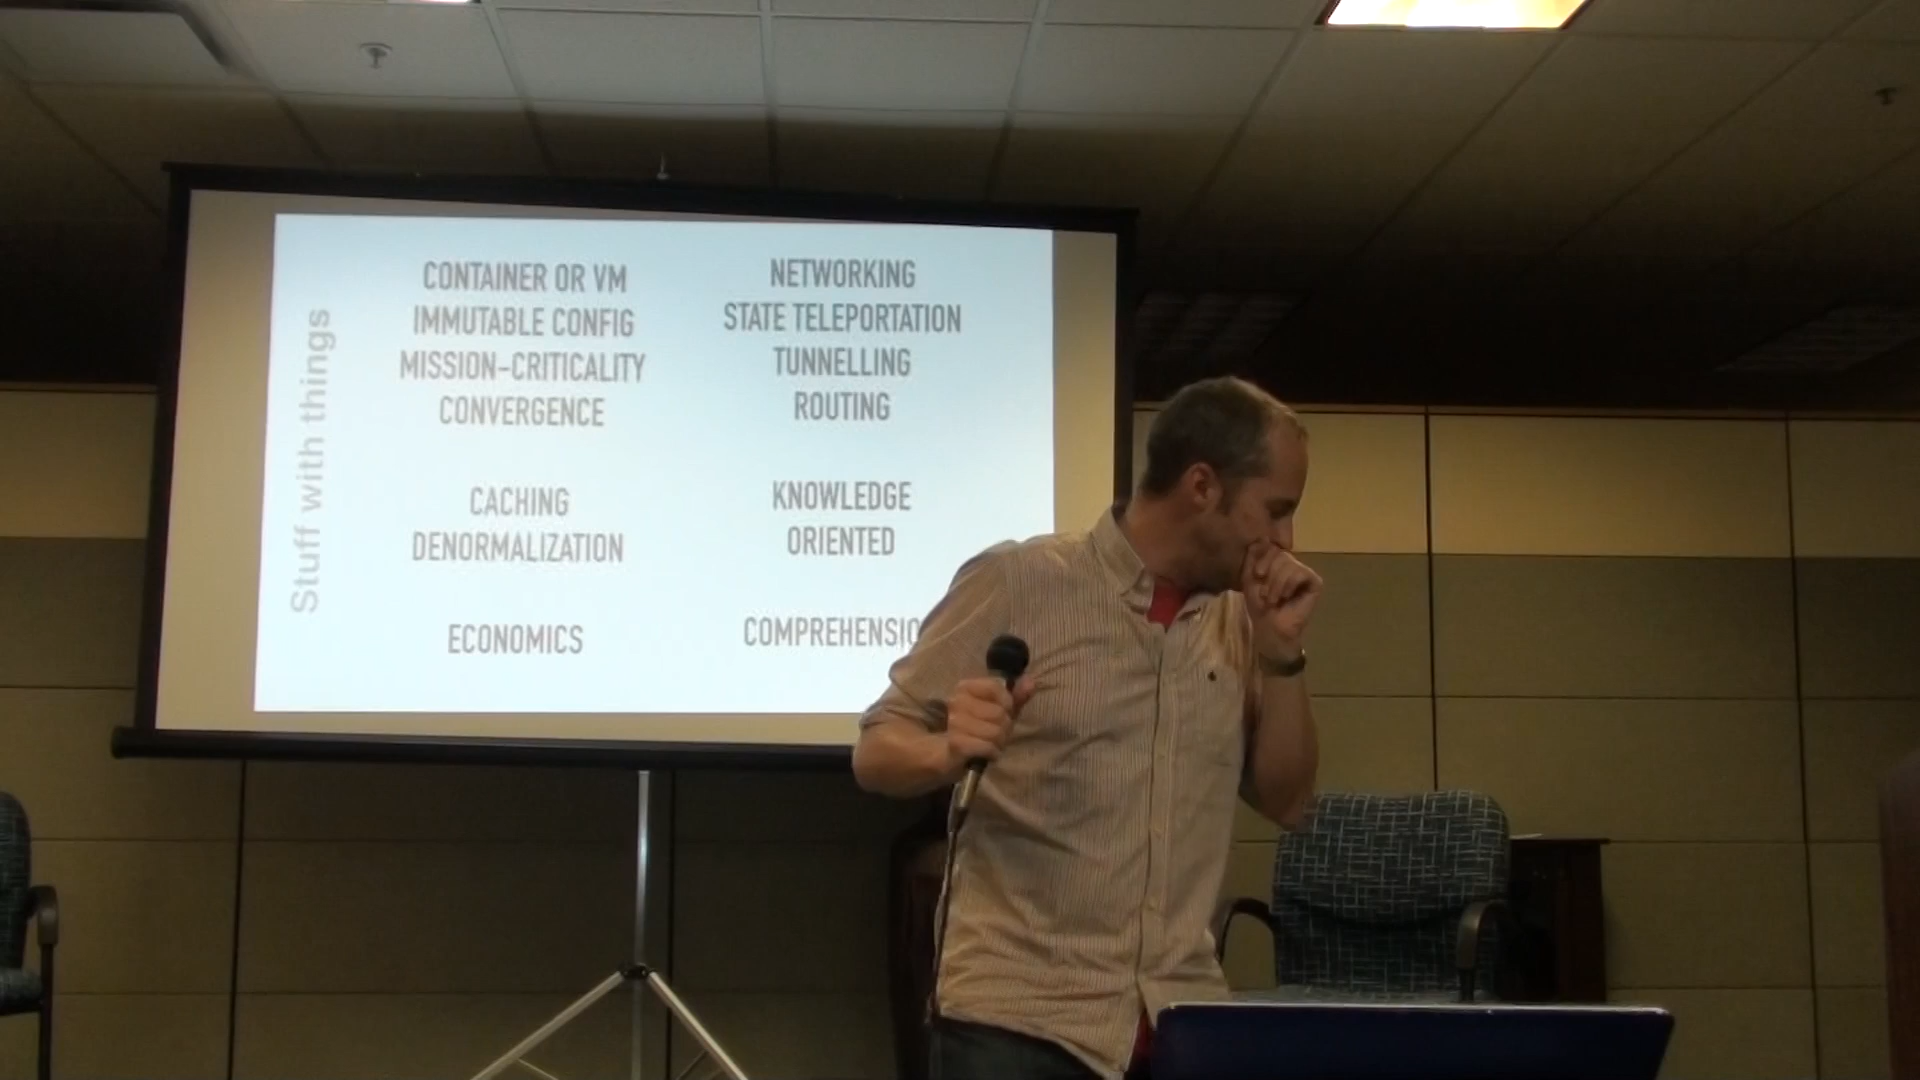 Stuff with things
CONTAINER OR VM
IMMUTABLE CONFIG
MISSION-CRITICALITY
CONVERGENCE
CACHING
DENORMALIZATION
ECONOMICS
NETWORKING
STATE TELEPORTATION
TUNNELLING
ROUTING
KNOWLEDGE
ORIENTED
COMPREHENSIO